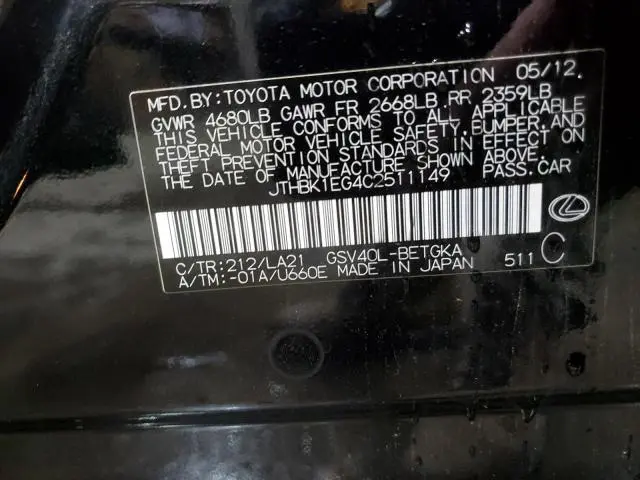 MFD. BY: TOYOTA MOTOR CORPORATION 05/12
GVWR 4680LB GAWR FR 2668LB RR 2359LB
THIS VEHICLE CONFORMS TO ALL APPLICABLE
FEDERAL MOTOR VEHICLE SAFETY, BUMPER, AND
THEFT PREVENTION STANDARDS IN EFFECT ON
THE DATE OF MANUFACTURE SHOWN ABOVE.
JTHBK1EG4C2511149 PASS.CAR
C/TR:212/LA21 GSV40L-BETGKA
A/TM:-01A/U660E MADE IN JAPAN 511 C